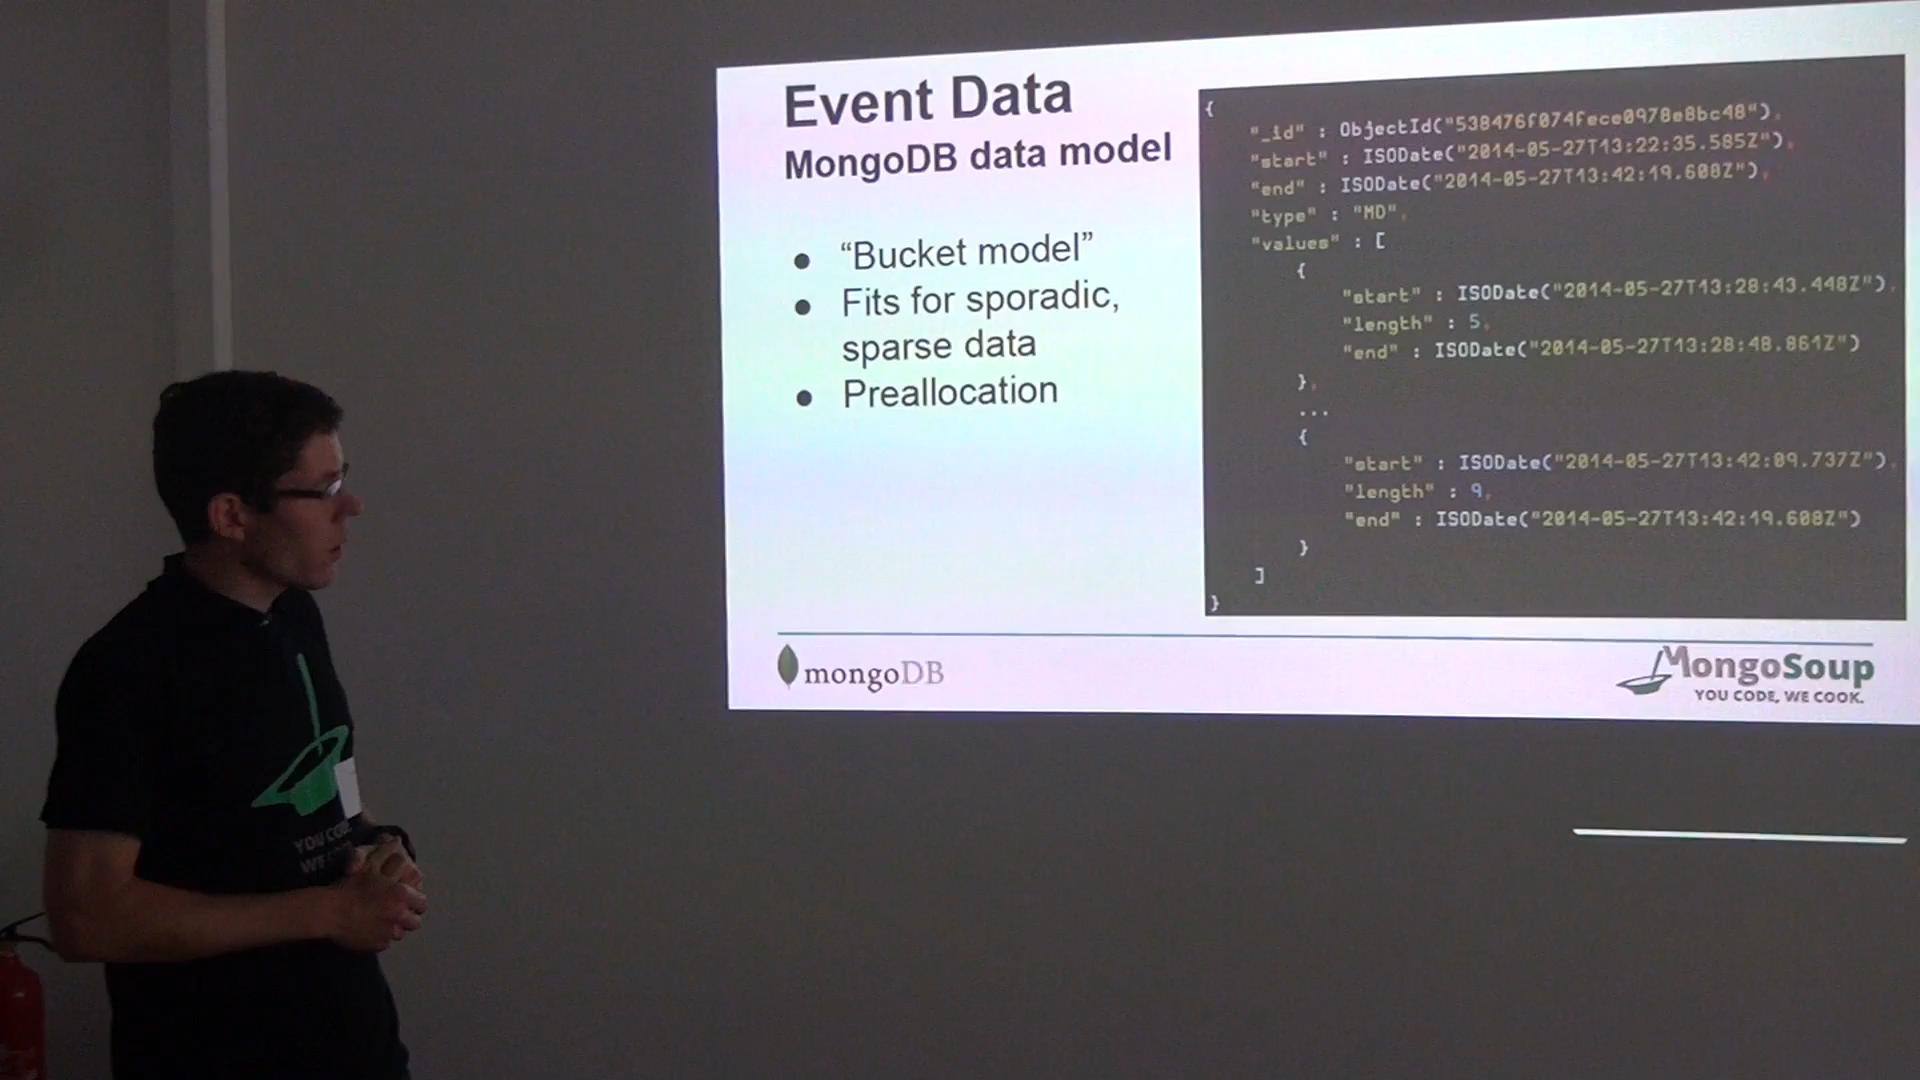 Event Data
MongoDB data model
● “Bucket model”
● Fits for sporadic,
sparse data
● Preallocation
{
"_id" : ObjectId("538476f074fece0978e8bc48"),
"start" : ISODate("2014-05-27T13:22:35.585Z"),
"end" : ISODate("2014-05-27T13:42:19.608Z"),
"type" : "MD",
"values" : [
{
"start" : ISODate("2014-05-27T13:28:43.448Z"),
"length" : 5,
"end" : ISODate("2014-05-27T13:28:48.861Z")
},
...
{
"start" : ISODate("2014-05-27T13:42:09.737Z"),
"length" : 9,
"end" : ISODate("2014-05-27T13:42:19.608Z")
}
]
}
mongoDB
MongoSoup
YOU CODE, WE COOK.
YOU
WE